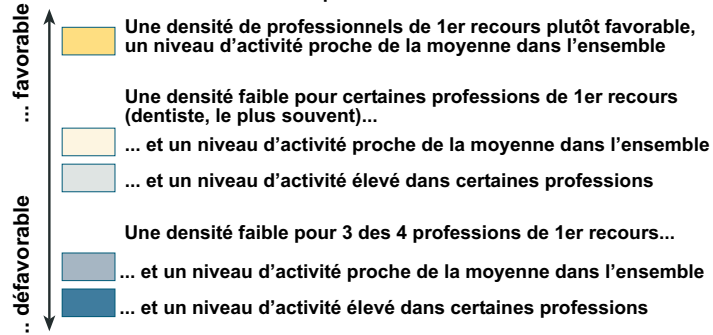 Une densité de professionnels de 1er recours plutôt favorable,
un niveau d’activité proche de la moyenne dans l’ensemble
Une densité faible pour certaines professions de 1er recours
(dentiste, le plus souvent)...
... et un niveau d’activité proche de la moyenne dans l’ensemble
... et un niveau d’activité élevé dans certaines professions
Une densité faible pour 3 des 4 professions de 1er recours...
... et un niveau d’activité proche de la moyenne dans l’ensemble
... et un niveau d’activité élevé dans certaines professions
... favorable
.. défavorable